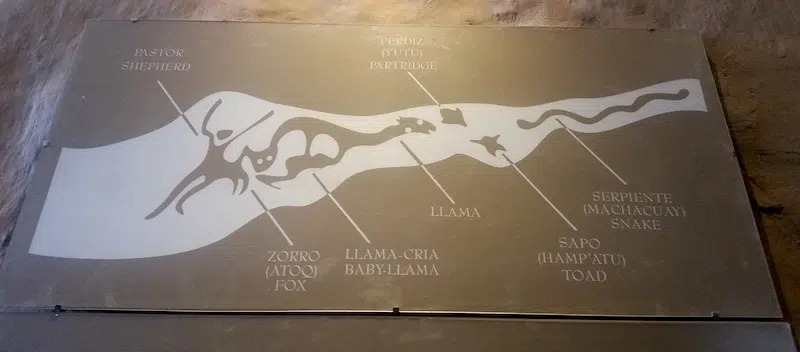 PASTOR
SHEPHERD
PERDIZ
(YUTU)
PARTRIDGE
ZORRO
(ATOQ)
FOX
LLAMA-CRIA
BABY-LLAMA
LLAMA
SAPO
(HAMP'ATU)
TOAD
SERPIENTE
(MACHACUAY)
SNAKE